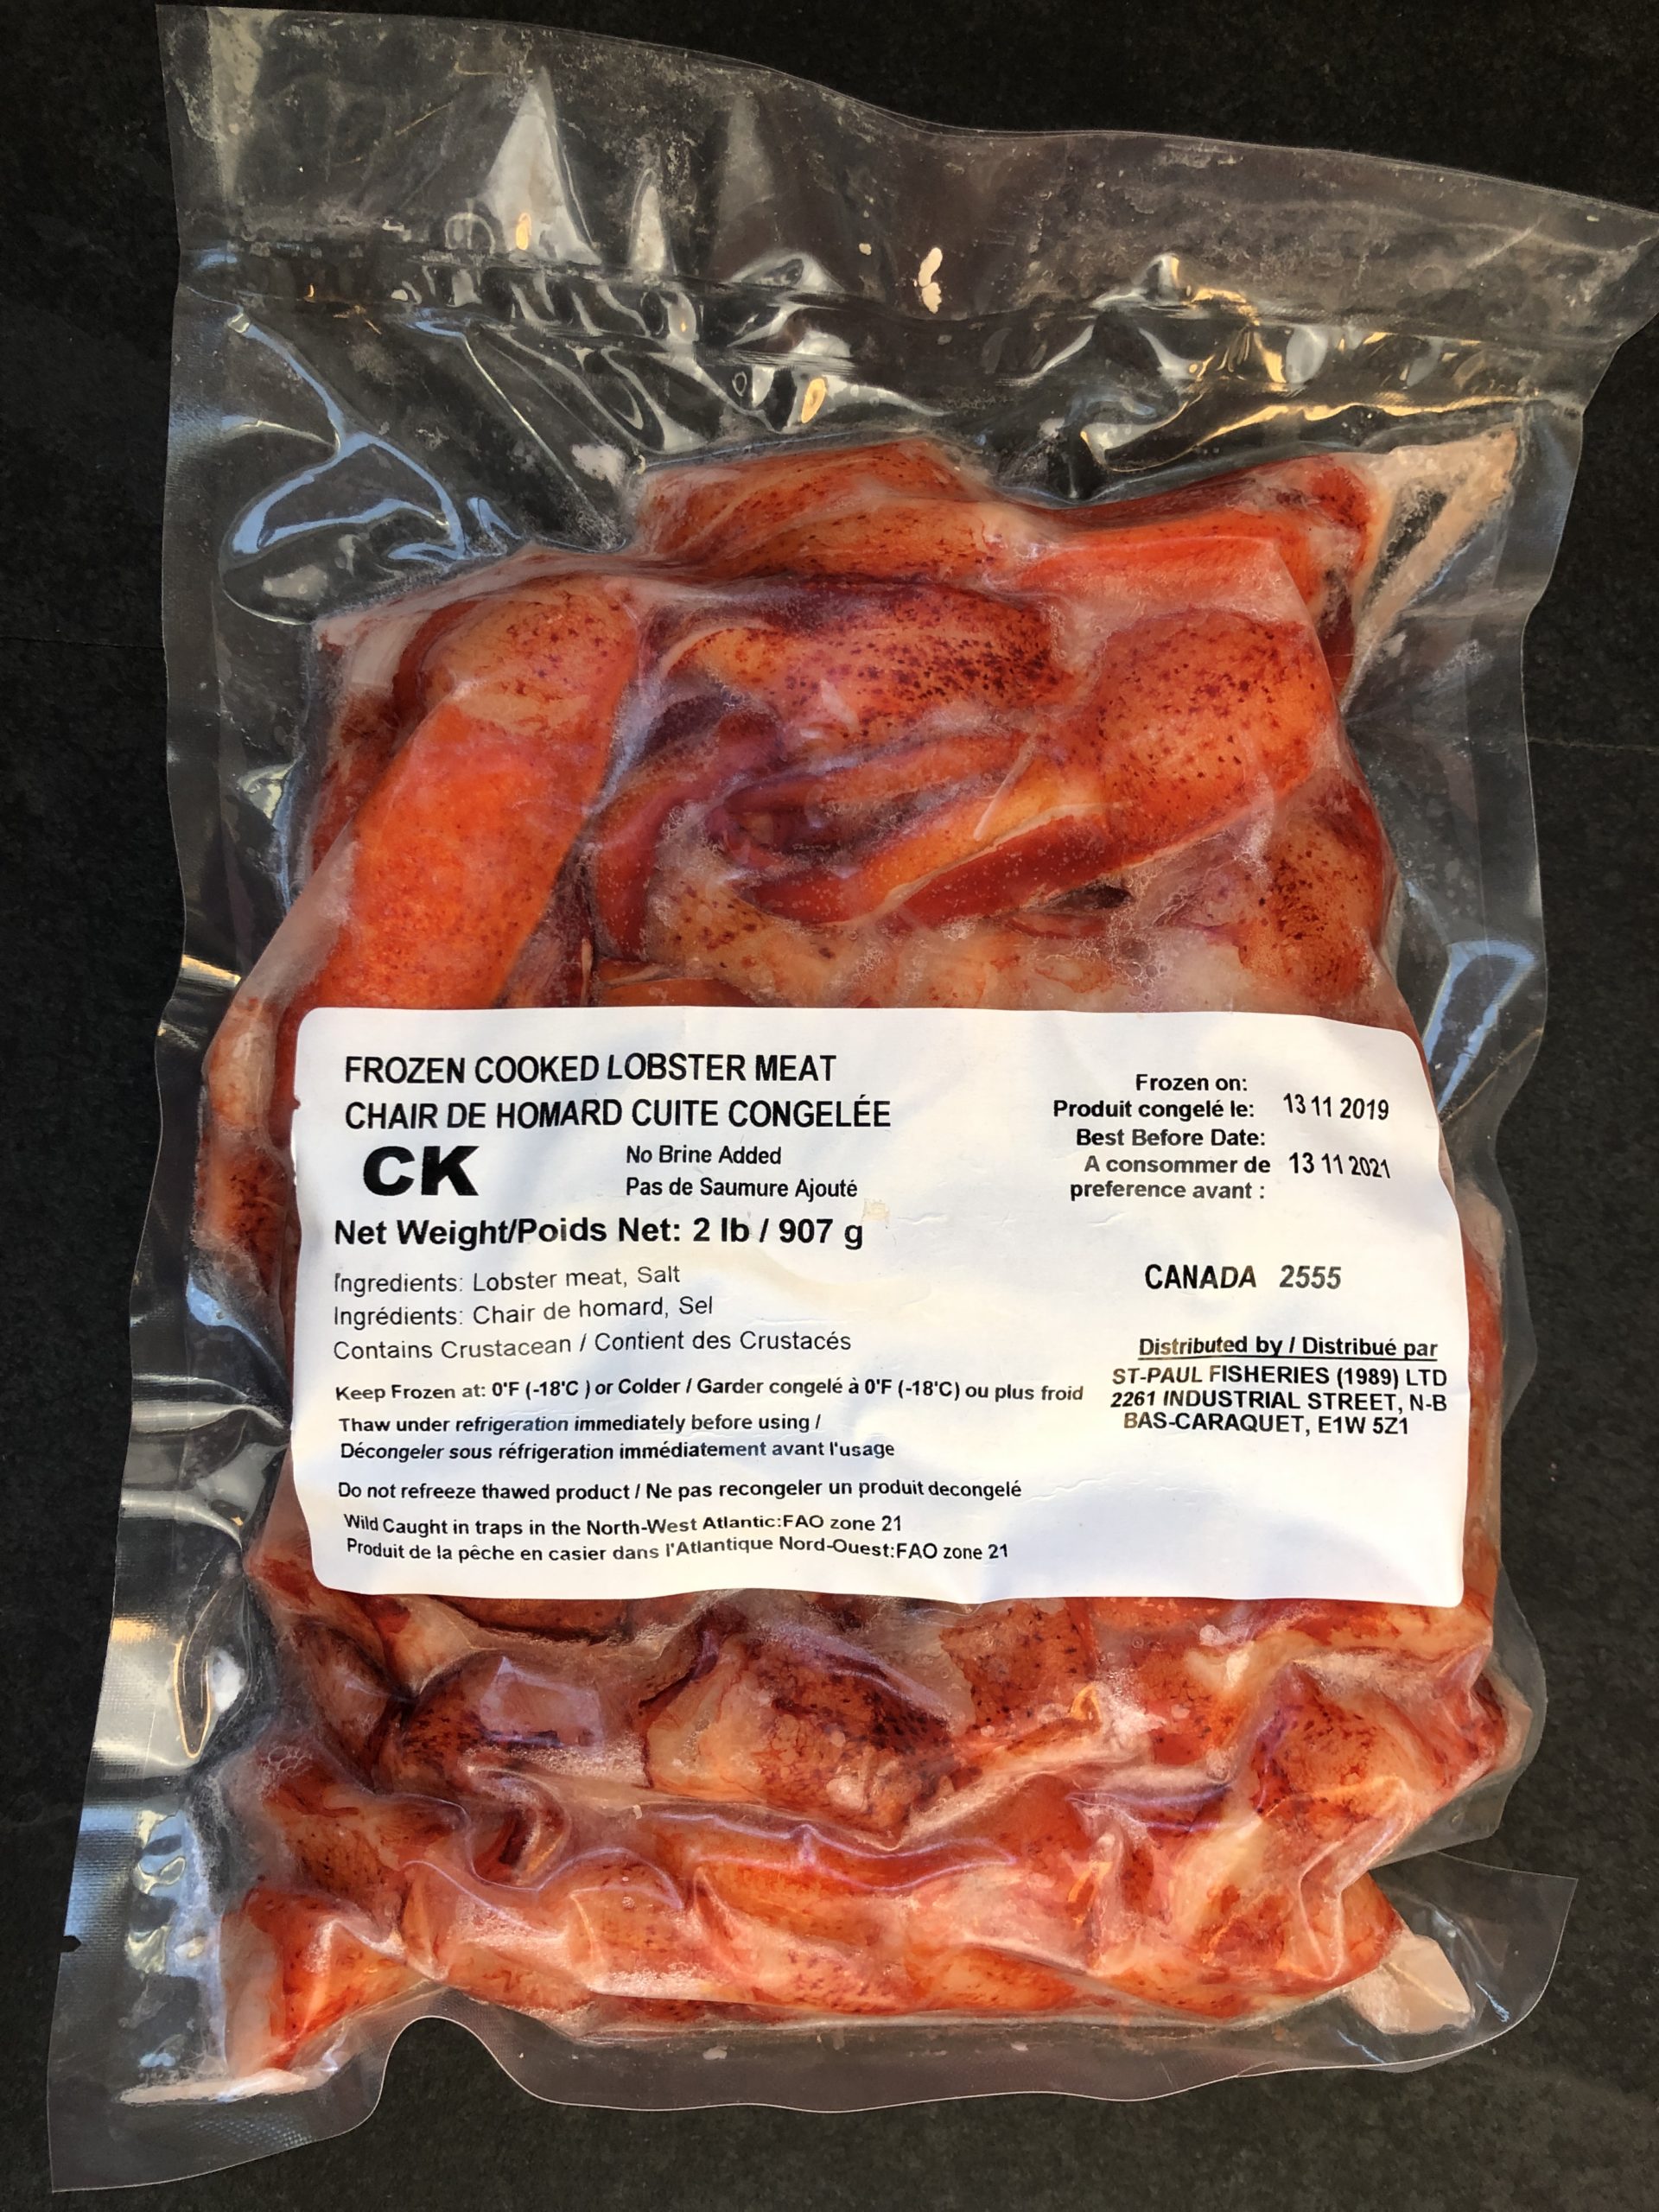 FROZEN COOKED LOBSTER MEAT
CHAIR DE HOMARD CUITE CONGELÉE
CK
No Brine Added
Pas de Saumure Ajouté
Net Weight/Poids Net: 2 lb / 907 g
Ingredients: Lobster meat, Salt
Ingrédients: Chair de homard, Sel
Contains Crustacean / Contient des Crustacés
Keep Frozen at: 0'F (-18'C ) or Colder / Garder congelé à 0'F (-18'C) ou plus froid
Thaw under refrigeration immediately before using /
Décongeler sous réfrigeration immédiatement avant l'usage
Do not refreeze thawed product / Ne pas recongeler un produit decongelé
Wild Caught in traps in the North-West Atlantic:FAO zone 21
Produit de la pêche en casier dans l'Atlantique Nord-Ouest:FAO zone 21
Frozen on:
Produit congelé le: 13 11 2019
Best Before Date:
A consommer de 13 11 2021
preference avant :
CANADA 2555
Distributed by / Distribué par
ST-PAUL FISHERIES (1989) LTD
2261 INDUSTRIAL STREET, N-B
BAS-CARAQUET, E1W 5Z1